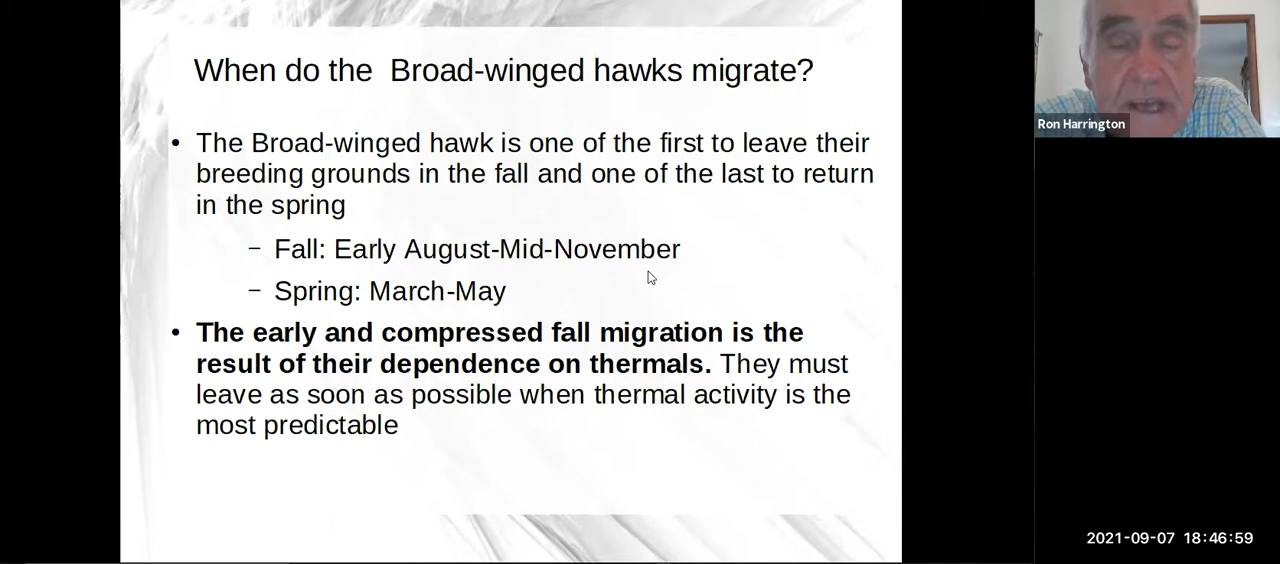 When do the  Broad-winged hawks migrate?
• The Broad-winged hawk is one of the first to leave their
breeding grounds in the fall and one of the last to return
in the spring
– Fall: Early August-Mid-November
– Spring: March-May
• The early and compressed fall migration is the
result of their dependence on thermals. They must
leave as soon as possible when thermal activity is the
most predictable
Ron Harrington
2021-09-07 18:46:59